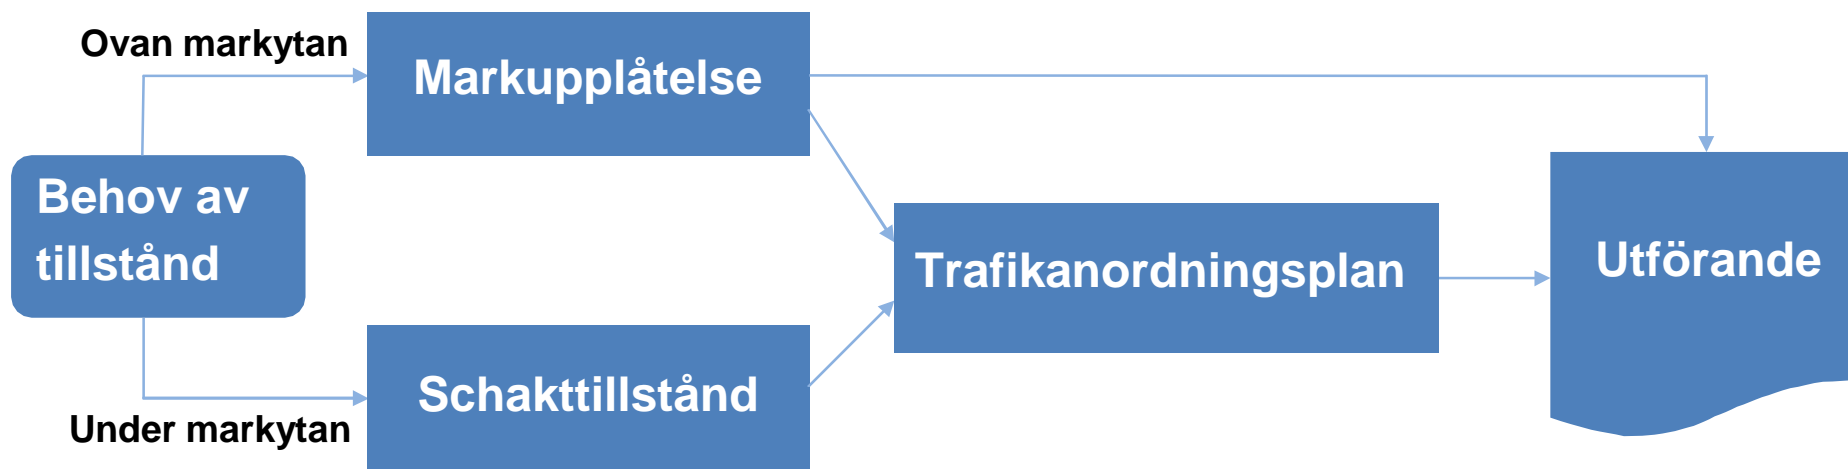 Ovan markytan
Markupplåtelse
Behov av
tillstånd
Trafikanordningsplan
Utförande
Schakttillstånd
Under markytan